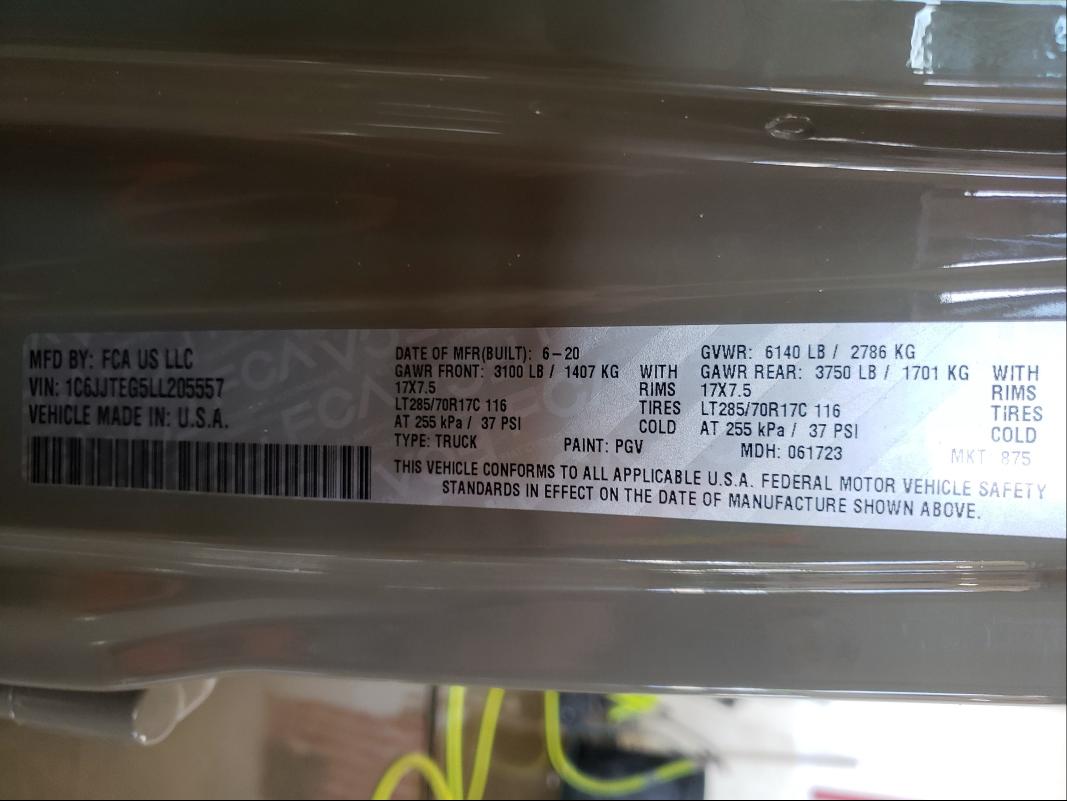 MFD BY: FCA US LLC
VIN: 1C6JJTEG5LL205557
VEHICLE MADE IN: U.S.A.
DATE OF MFR(BUILT): 6-20 GVWR: 6140 LB / 2786 KG
GAWR FRONT: 3100 LB / 1407 KG WITH GAWR REAR: 3750 LB / 1701 KG WITH
17X7.5 RIMS 17X7.5 RIMS
LT285/70R17C 116 TIRES LT285/70R17C 116 TIRES
AT 255 kPa / 37 PSI COLD AT 255 kPa / 37 PSI COLD
TYPE: TRUCK PAINT: PGV MDH: 061723 MKT 875
THIS VEHICLE CONFORMS TO ALL APPLICABLE U.S.A. FEDERAL MOTOR VEHICLE SAFETY
STANDARDS IN EFFECT ON THE DATE OF MANUFACTURE SHOWN ABOVE.